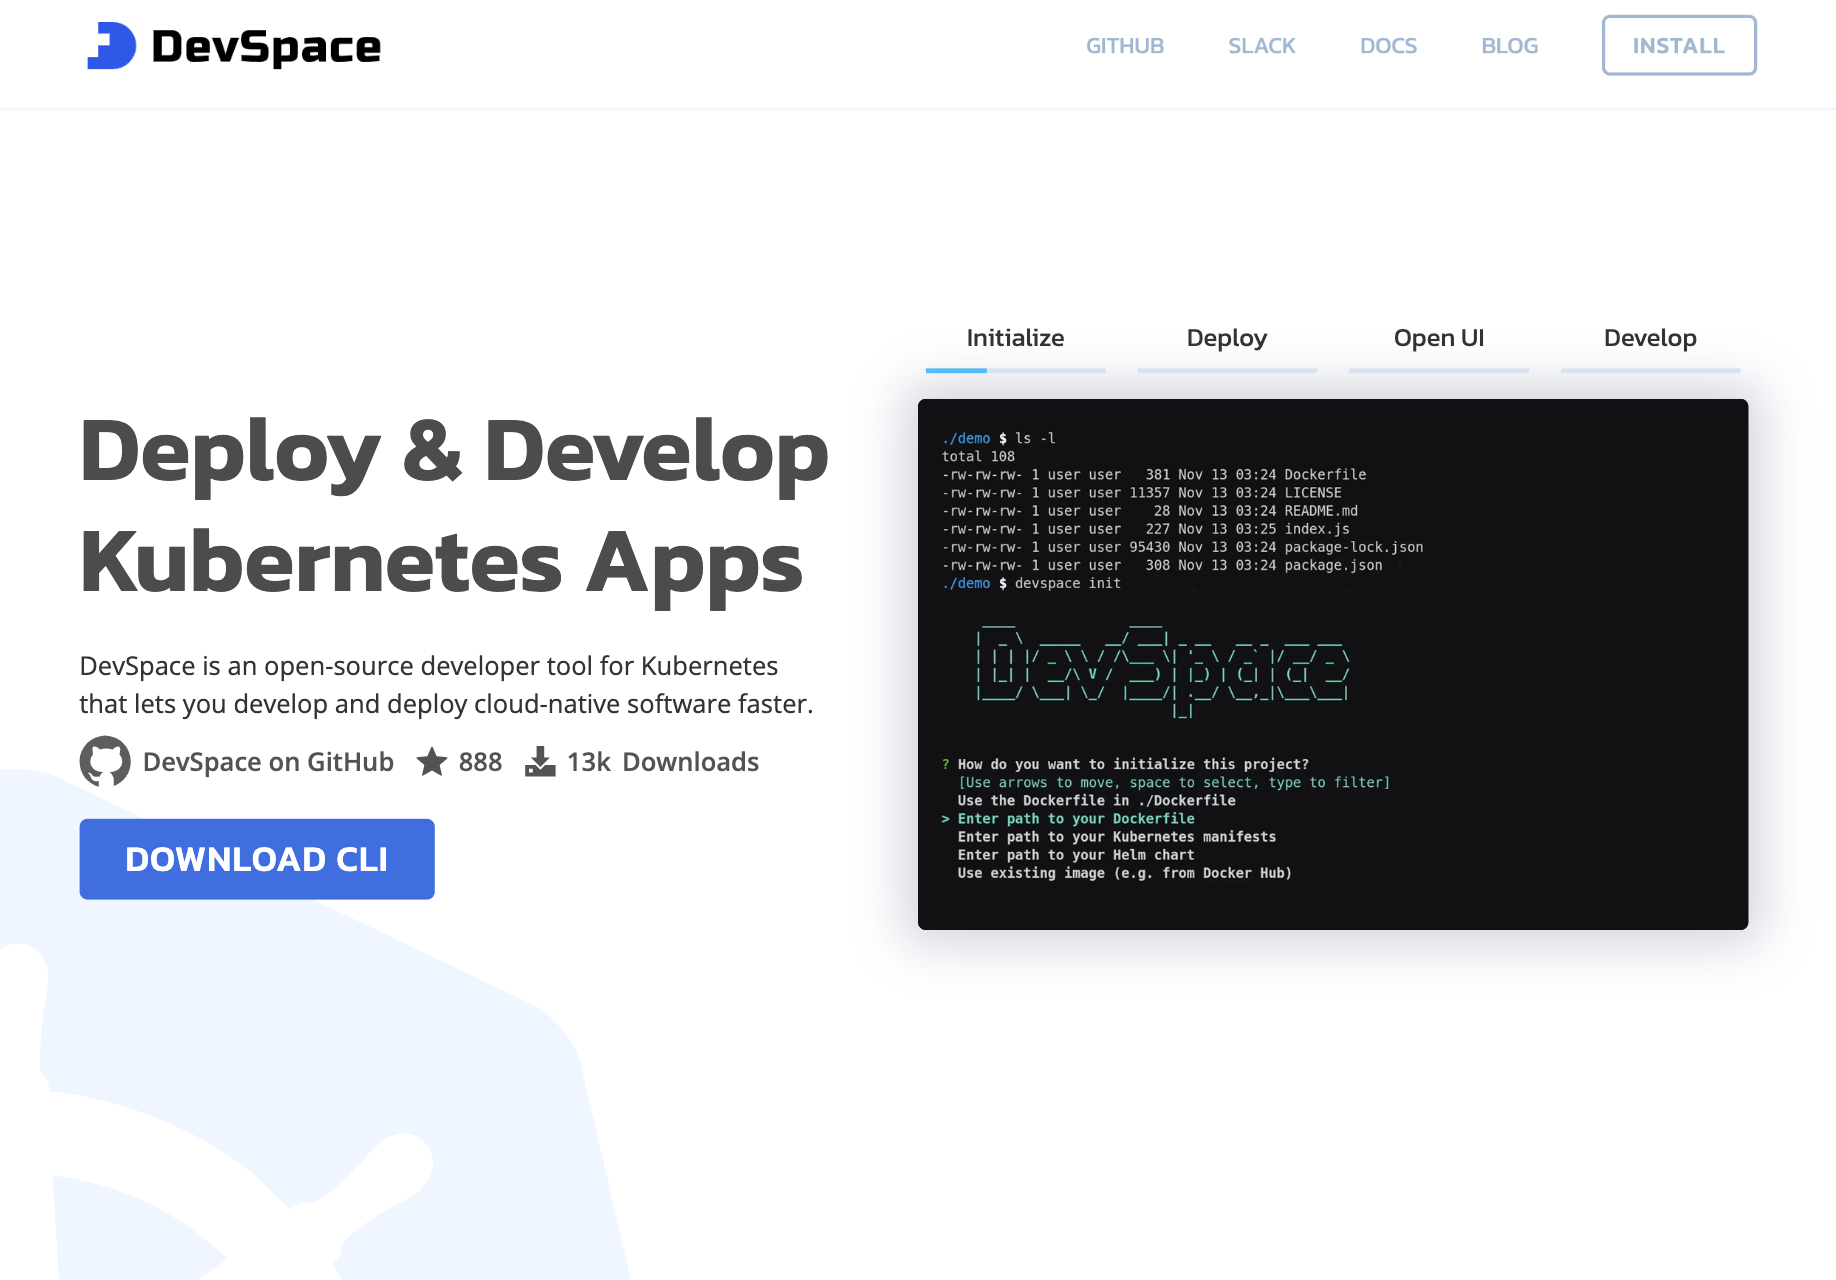 DevSpace
GITHUB SLACK DOCS BLOG INSTALL
Deploy & Develop
Kubernetes Apps
DevSpace is an open-source developer tool for Kubernetes
that lets you develop and deploy cloud-native software faster.
DevSpace on GitHub 888 13k Downloads
DOWNLOAD CLI
Initialize Deploy Open UI Develop
./demo $ ls -l
total 108
-rw-rw-rw- 1 user user   381 Nov 13 03:24 Dockerfile
-rw-rw-rw- 1 user user 11357 Nov 13 03:24 LICENSE
-rw-rw-rw- 1 user user    28 Nov 13 03:24 README.md
-rw-rw-rw- 1 user user   227 Nov 13 03:25 index.js
-rw-rw-rw- 1 user user 95430 Nov 13 03:24 package-lock.json
-rw-rw-rw- 1 user user   308 Nov 13 03:24 package.json
./demo $ devspace init
DevSpace
? How do you want to initialize this project?
[Use arrows to move, space to select, type to filter]
Use the Dockerfile in ./Dockerfile
> Enter path to your Dockerfile
Enter path to your Kubernetes manifests
Enter path to your Helm chart
Use existing image (e.g. from Docker Hub)